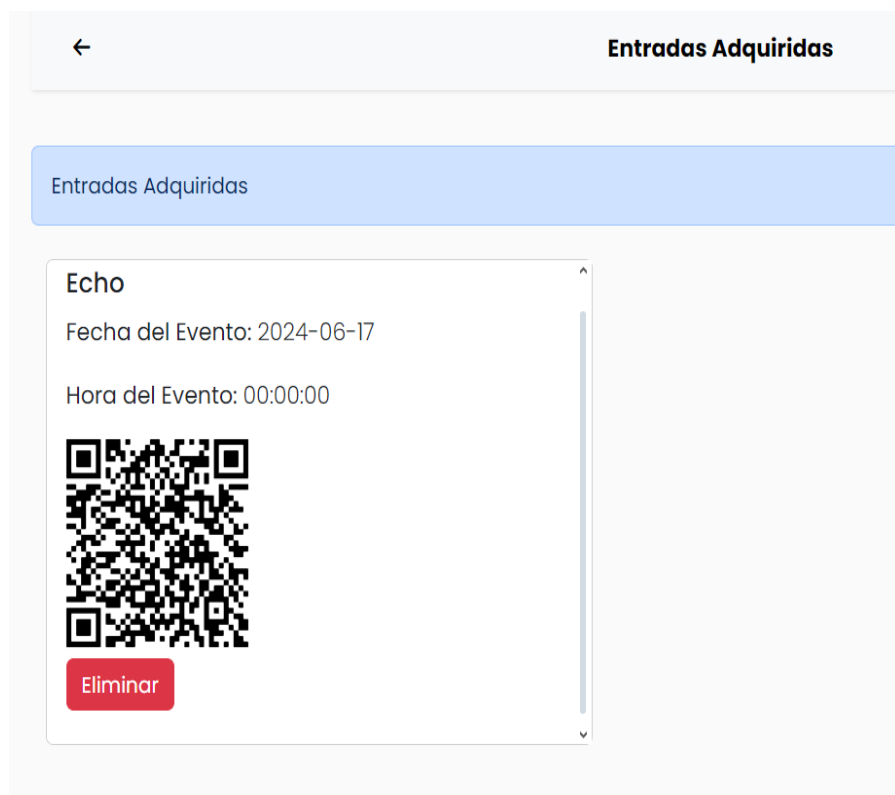 Entradas Adquiridas
Entradas Adquiridas
Echo
Fecha del Evento: 2024-06-17
Hora del Evento: 00:00:00
Eliminar